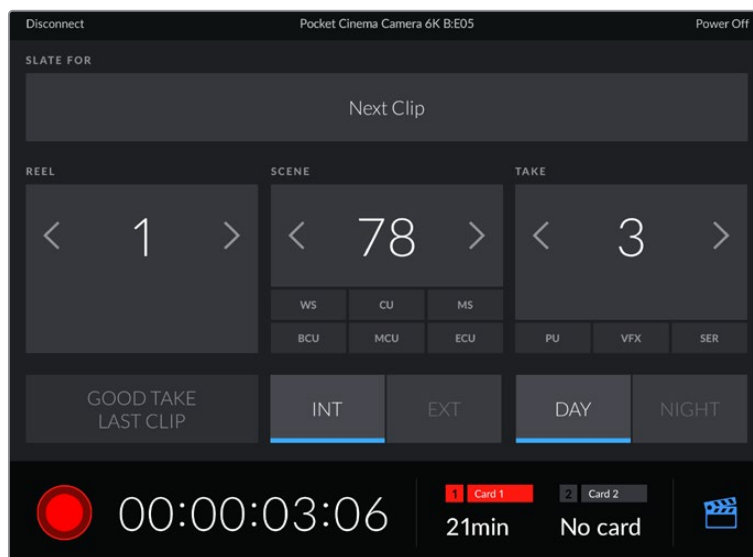 Disconnect Pocket Cinema Camera 6K B:E05 Power Off
SLATE FOR
Next Clip
REEL SCENE TAKE
< 1 > < 78 > < 3 >
WS CU MS
BCU MCU ECU PU VFX SER
GOOD TAKE
LAST CLIP
INT EXT DAY NIGHT
00:00:03:06
1 Card 1 2 Card 2
21min No card